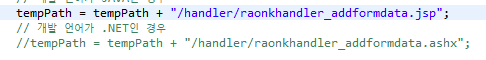 tempPath = tempPath + "/handler/raonkhandler_addformdata.jsp";
// 개발 언어가 .NET인 경우
//tempPath = tempPath + "/handler/raonkhandler_addformdata.ashx";